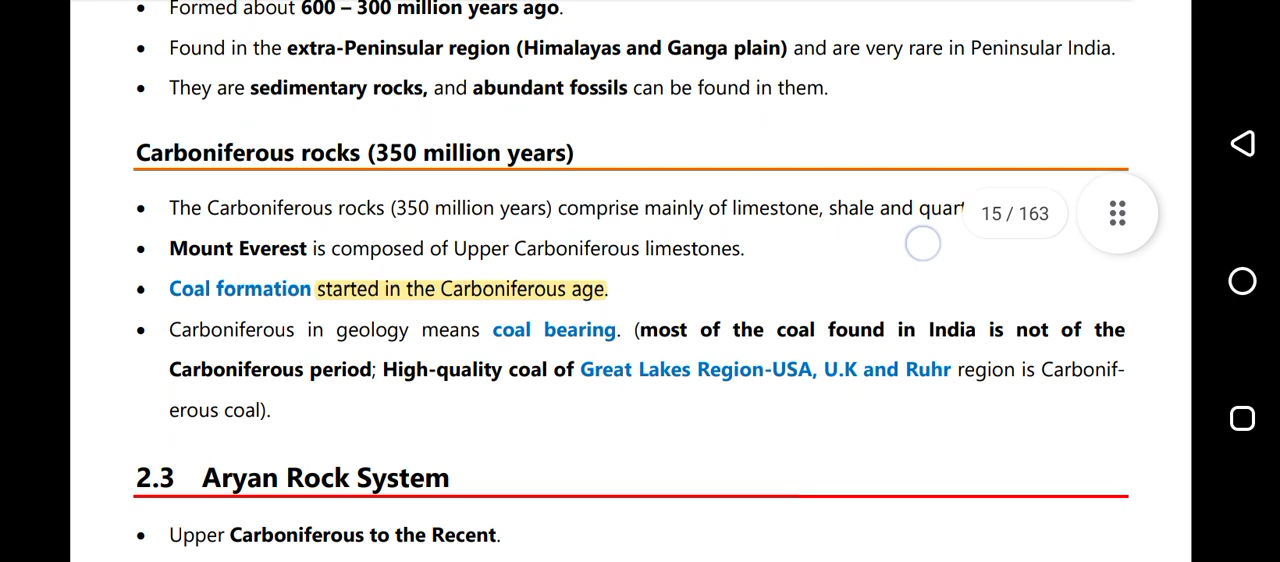 • Formed about 600 – 300 million years ago.
• Found in the extra-Peninsular region (Himalayas and Ganga plain) and are very rare in Peninsular India.
• They are sedimentary rocks, and abundant fossils can be found in them.
Carboniferous rocks (350 million years)
• The Carboniferous rocks (350 million years) comprise mainly of limestone, shale and
15 / 163
• Mount Everest is composed of Upper Carboniferous limestones.
• Coal formation started in the Carboniferous age.
• Carboniferous in geology means coal bearing. (most of the coal found in India is not of the
Carboniferous period; High-quality coal of Great Lakes Region-USA, U.K and Ruhr region is Carbonif-
erous coal).
2.3 Aryan Rock System
• Upper Carboniferous to the Recent.